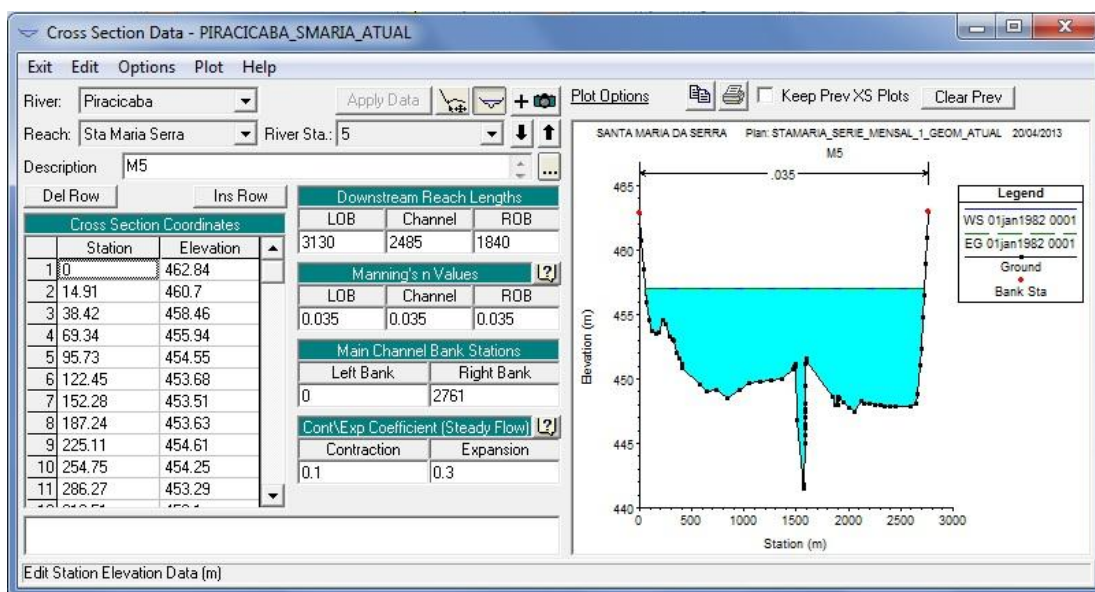 Cross Section Data - PIRACICABA_SMARIA_ATUAL
Exit Edit Options Plot Help
River: Piracicaba Apply Data Plot Options Keep Prev XS Plots Clear Prev
Reach: Sta Maria Serra River Sta.: 5
Description M5 ...
Del Row Ins Row
Cross Section Coordinates
Station Elevation
1 0 462.84
2 14.91 460.7
3 38.42 458.46
4 69.34 455.94
5 95.73 454.55
6 122.45 453.68
7 152.28 453.51
8 187.24 453.63
9 225.11 454.61
10 254.75 454.25
11 286.27 453.29
Downstream Reach Lengths
LOB Channel ROB
3130 2485 1840
Manning's n Values ?
LOB Channel ROB
0.035 0.035 0.035
Main Channel Bank Stations
Left Bank Right Bank
0 2761
Cont\Exp Coefficient (Steady Flow) ?
Contraction Expansion
0.1 0.3
SANTA MARIA DA SERRA Plan: STAMARIA_SERIE_MENSAL_1_GEOM_ATUAL 20/04/2013
M5
.035
465
460
455
450
445
440
Elevation (m)
0 500 1000 1500 2000 2500 3000
Station (m)
Legend
WS 01jan1982 0001
EG 01jan1982 0001
Ground
Bank Sta
Edit Station Elevation Data (m)